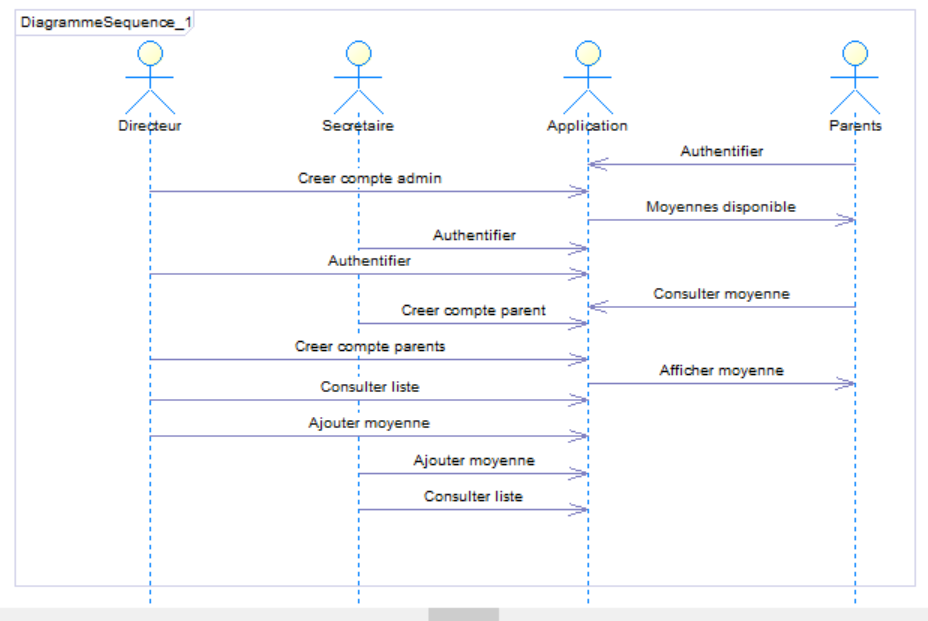 DiagrammeSequence_1
Directeur
Secretaire
Application
Parents
Authentifier
Creer compte admin
Moyennes disponible
Authentifier
Authentifier
Consulter moyenne
Creer compte parent
Creer compte parents
Afficher moyenne
Consulter liste
Ajouter moyenne
Ajouter moyenne
Consulter liste